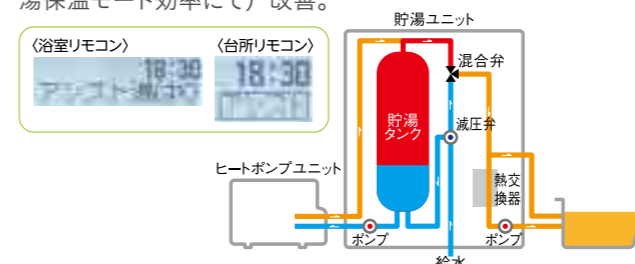 湯保温モード効率にて）改善。
〈浴室リモコン〉
〈台所リモコン〉
18:30
18:30
貯湯ユニット
混合弁
貯湯
タンク
減圧弁
ヒートポンプユニット
熱交
換器
ポンプ
ポンプ
給水